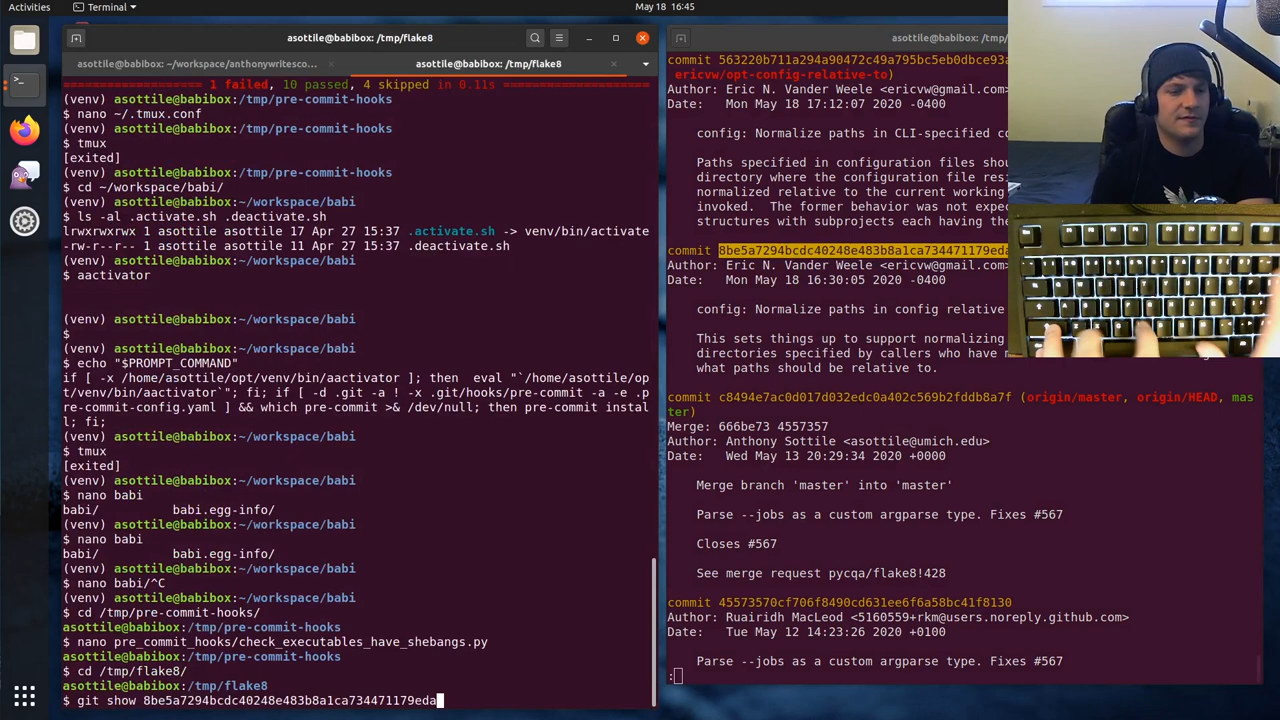 Activities
Terminal
May 18 16:45
asottile@babibox: /tmp/flake8
asottile@babibox: ~/workspace/anthonywritesco...
asottile@babibox: /tmp/flake8
=================== 1 failed, 10 passed, 4 skipped in 0.11s ====================
(venv) asottile@babibox:/tmp/pre-commit-hooks
$ nano ~/.tmux.conf
(venv) asottile@babibox:/tmp/pre-commit-hooks
$ tmux
[exited]
(venv) asottile@babibox:/tmp/pre-commit-hooks
$ cd ~/workspace/babi/
(venv) asottile@babibox:~/workspace/babi
$ ls -al .activate.sh .deactivate.sh
lrwxrwxrwx 1 asottile asottile 17 Apr 27 15:37 .activate.sh -> venv/bin/activate
-rw-r--r-- 1 asottile asottile 11 Apr 27 15:37 .deactivate.sh
(venv) asottile@babibox:~/workspace/babi
$ aactivator
(venv) asottile@babibox:~/workspace/babi
$
(venv) asottile@babibox:~/workspace/babi
$ echo "$PROMPT_COMMAND"
if [ -x /home/asottile/opt/venv/bin/aactivator ]; then  eval "`/home/asottile/op
t/venv/bin/aactivator`"; fi; if [ -d .git -a ! -x .git/hooks/pre-commit -a -e .p
re-commit-config.yaml ] && which pre-commit >& /dev/null; then pre-commit instal
l; fi;
(venv) asottile@babibox:~/workspace/babi
$ tmux
[exited]
(venv) asottile@babibox:~/workspace/babi
$ nano babi
babi/          babi.egg-info/
(venv) asottile@babibox:~/workspace/babi
$ nano babi
babi/          babi.egg-info/
(venv) asottile@babibox:~/workspace/babi
$ nano babi/^C
(venv) asottile@babibox:~/workspace/babi
$ cd /tmp/pre-commit-hooks/
asottile@babibox:/tmp/pre-commit-hooks
$ nano pre_commit_hooks/check_executables_have_shebangs.py
asottile@babibox:/tmp/pre-commit-hooks
$ cd /tmp/flake8/
asottile@babibox:/tmp/flake8
$ git show 8be5a7294bcdc40248e483b8a1ca734471179eda
asottile@babibox:
commit 563220b711a294a90472c49a795bc5eb0dbce93a
ericvw/opt-config-relative-to)
Author: Eric N. Vander Weele <ericvw@gmail.com>
Date:   Mon May 18 17:12:07 2020 -0400
config: Normalize paths in CLI-specified
Paths specified in configuration files
directory where the configuration file
normalized relative to the current working
invoked.  The former behavior was not
structures with subprojects each having
commit 8be5a7294bcdc40248e483b8a1ca734471179eda
Author: Eric N. Vander Weele <ericvw@gmail.com>
Date:   Mon May 18 16:30:05 2020 -0400
config: Normalize paths in config relative
This sets things up to support normalizing
directories specified by callers who have
what paths should be relative to.
commit c8494e7ac0d017d032edc0a402c569b2fddb8a7f (origin/master, origin/HEAD, mas
ter)
Merge: 666be73 4557357
Author: Anthony Sottile <asottile@umich.edu>
Date:   Wed May 13 20:29:34 2020 +0000
Merge branch 'master' into 'master'
Parse --jobs as a custom argparse type. Fixes #567
Closes #567
See merge request pycqa/flake8!428
commit 45573570cf706f8490cd631ee6f6a58bc41f8130
Author: Ruairidh MacLeod <5160559+rkm@users.noreply.github.com>
Date:   Tue May 12 14:23:26 2020 +0100
Parse --jobs as a custom argparse type. Fixes #567
: